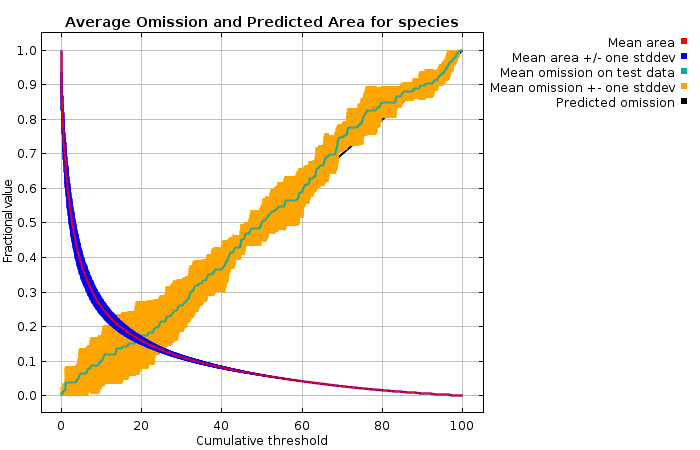 Average Omission and Predicted Area for species
Mean area
Mean area +/- one stddev
Mean omission on test data
Mean omission +- one stddev
Predicted omission
Fractional value
1.0
0.9
0.8
0.7
0.6
0.5
0.4
0.3
0.2
0.1
0.0
0 20 40 60 80 100
Cumulative threshold